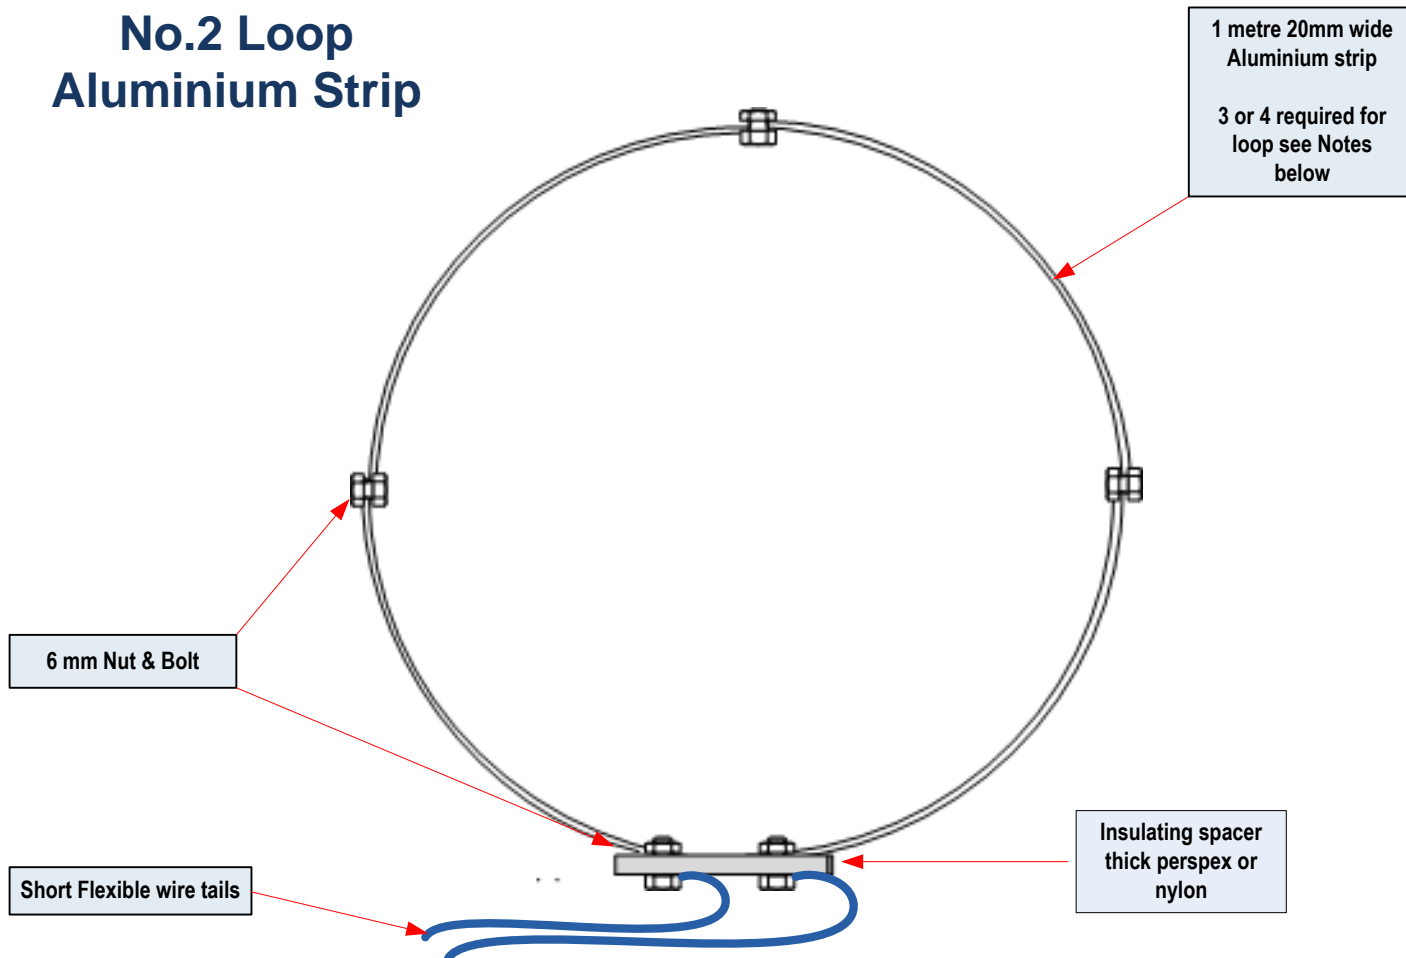 No.2 Loop
Aluminium Strip
1 metre 20mm wide
Aluminium strip
3 or 4 required for
loop see Notes
below
6 mm Nut & Bolt
Insulating spacer
thick perspex or
nylon
Short Flexible wire tails